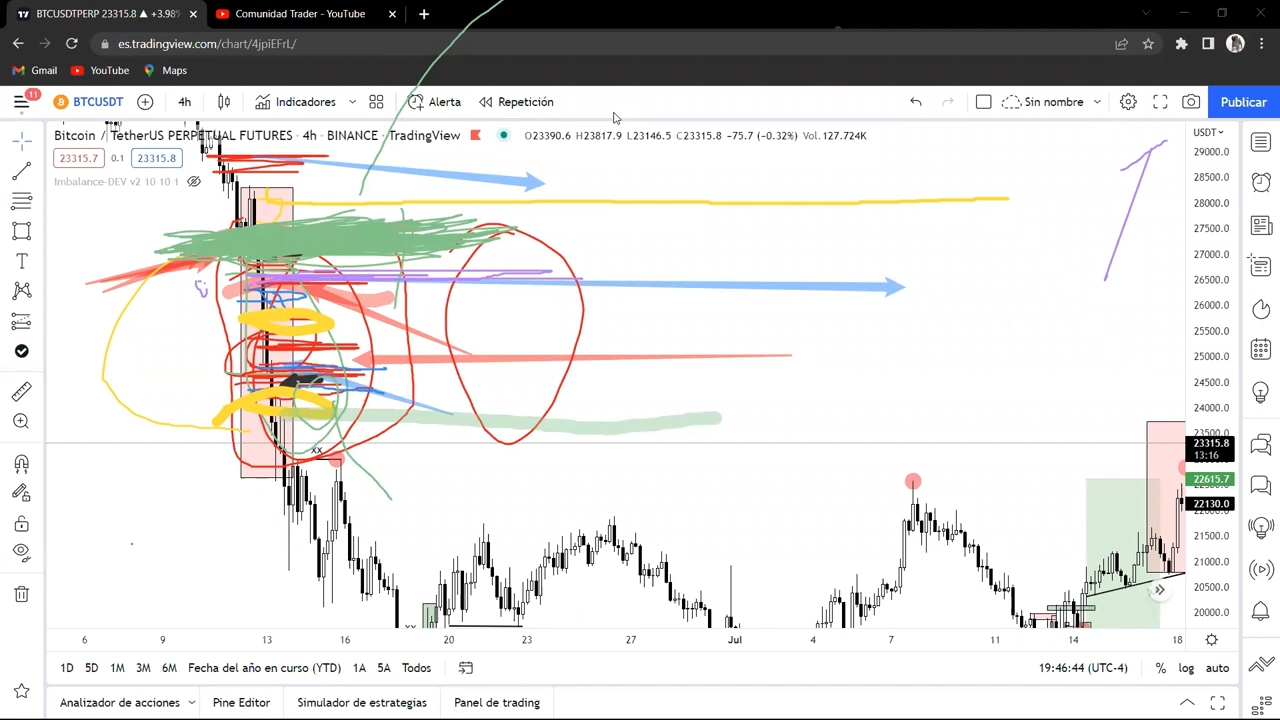 BTCUSDTPERP 23315.8 ▲ +3.98%
Comunidad Trader - YouTube
es.tradingview.com/chart/4jpiEFrL/
Gmail YouTube Maps
11
BTCUSDT 4h Indicadores Alerta Repetición Sin nombre Publicar
Bitcoin / TetherUS PERPETUAL FUTURES · 4h · BINANCE · TradingView O23390.6 H23817.9 L23146.5 C23315.8 −75.7 (−0.32%) Vol.127.724K
USDT
23315.7 0.1 23315.8
Imbalance-DEV v2 10 10 1
29000.0
28500.0
28000.0
27500.0
27000.0
26500.0
26000.0
25500.0
25000.0
24500.0
24000.0
23500.0
23315.8
13:16
xx
22615.7
22130.0
21500.0
21000.0
20500.0
20000.0
6 9 13 16 20 23 27 Jul 4 7 11 14 18
1D 5D 1M 3M 6M Fecha del año en curso (YTD) 1A 5A Todos 19:46:44 (UTC-4) % log auto
Analizador de acciones Pine Editor Simulador de estrategias Panel de trading